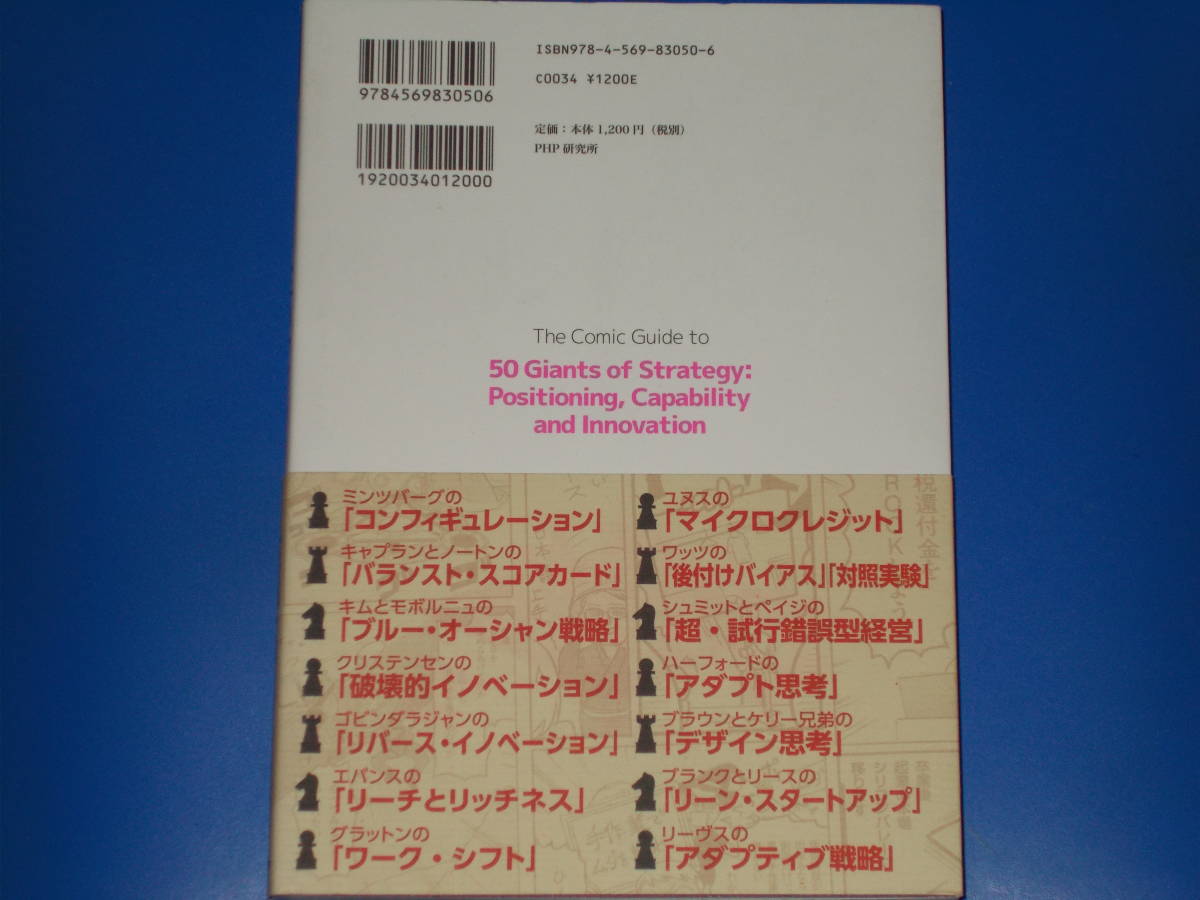 ISBN978-4-569-83050-6
C0034 ¥1200E
9784569830506
定価：本体1,200円（税別）
PHP研究所
1920034012000
The Comic Guide to
50 Giants of Strategy:
Positioning, Capability
and Innovation
ミンツバーグの
「コンフィギュレーション」
キャプランとノートンの
「バランスト・スコアカード」
キムとモボルニュの
「ブルー・オーシャン戦略」
クリステンセンの
「破壊的イノベーション」
ゴビンダラジャンの
「リバース・イノベーション」
エバンスの
「リーチとリッチネス」
グラットンの
「ワーク・シフト」
ユヌスの
「マイクロクレジット」
ワッツの
「後付けバイアス」「対照実験」
シュミットとペイジの
「超・試行錯誤型経営」
ハーフォードの
「アダプト思考」
ブラウンとケリー兄弟の
「デザイン思考」
ブランクとリースの
「リーン・スタートアップ」
リーヴスの
「アダプティブ戦略」